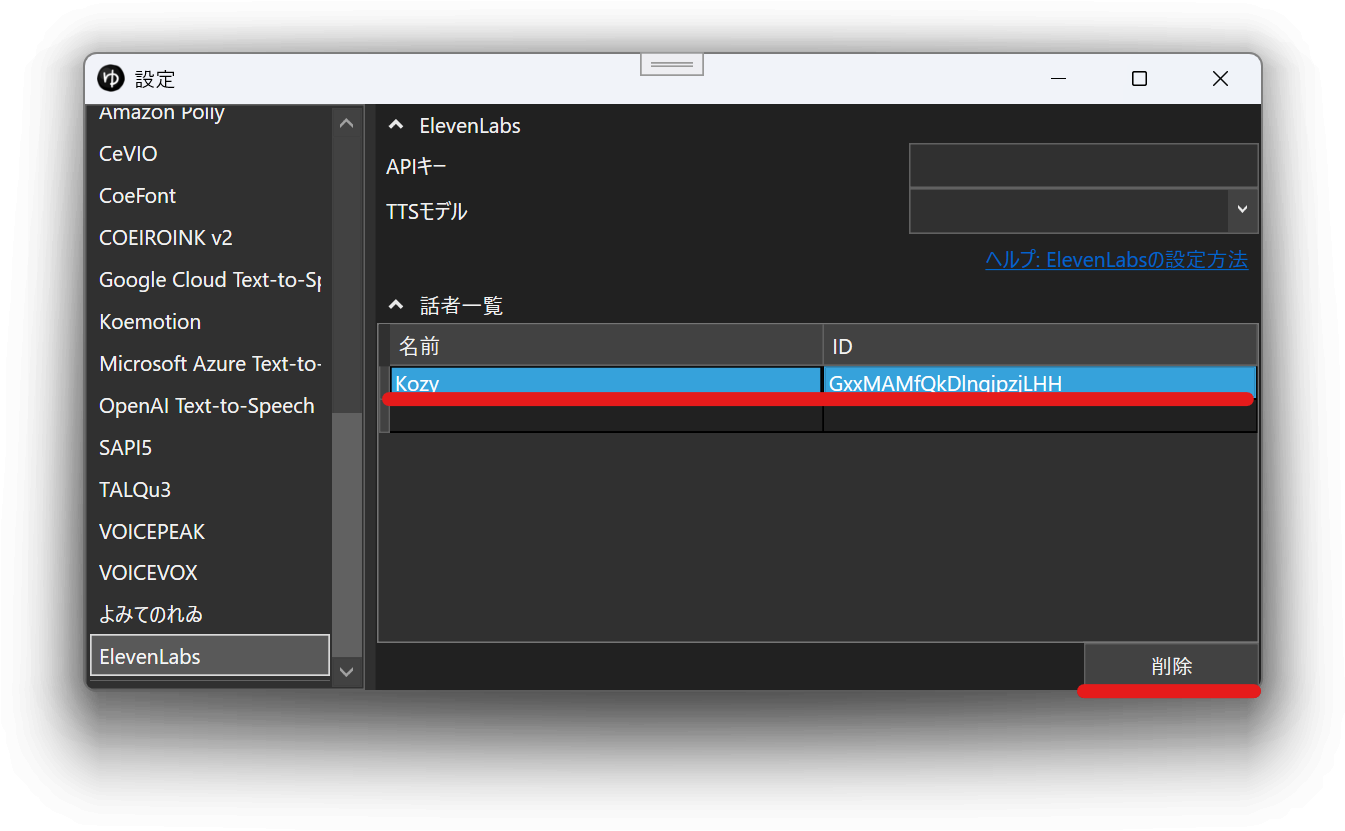 ゆ 設定
Amazon Polly
CeVIO
CoeFont
COEIROINK v2
Google Cloud Text-to-Sp
Koemotion
Microsoft Azure Text-to-
OpenAI Text-to-Speech
SAPI5
TALQu3
VOICEPEAK
VOICEVOX
よみてのれゐ
ElevenLabs
ElevenLabs
APIキー
TTSモデル
ヘルプ: ElevenLabsの設定方法
話者一覧
名前 ID
Kozy
削除